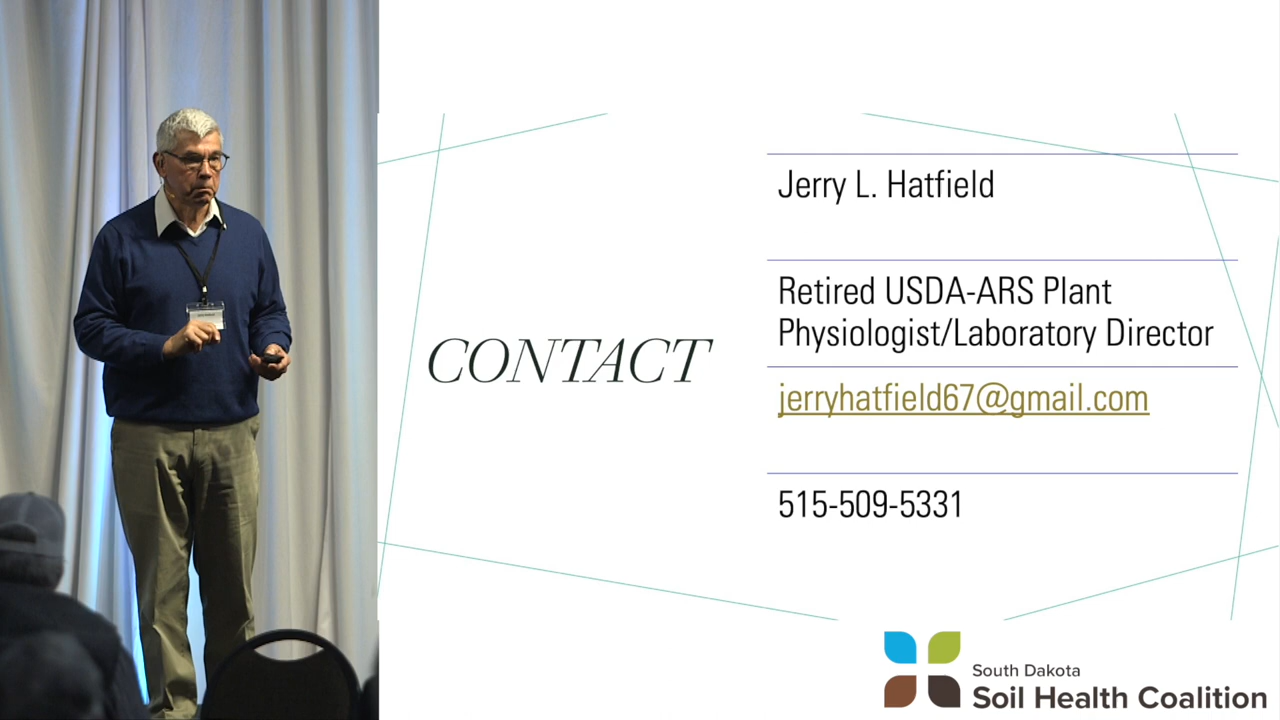 CONTACT
Jerry L. Hatfield
Retired USDA-ARS Plant
Physiologist/Laboratory Director
jerryhatfield67@gmail.com
515-509-5331
South Dakota
Soil Health Coalition